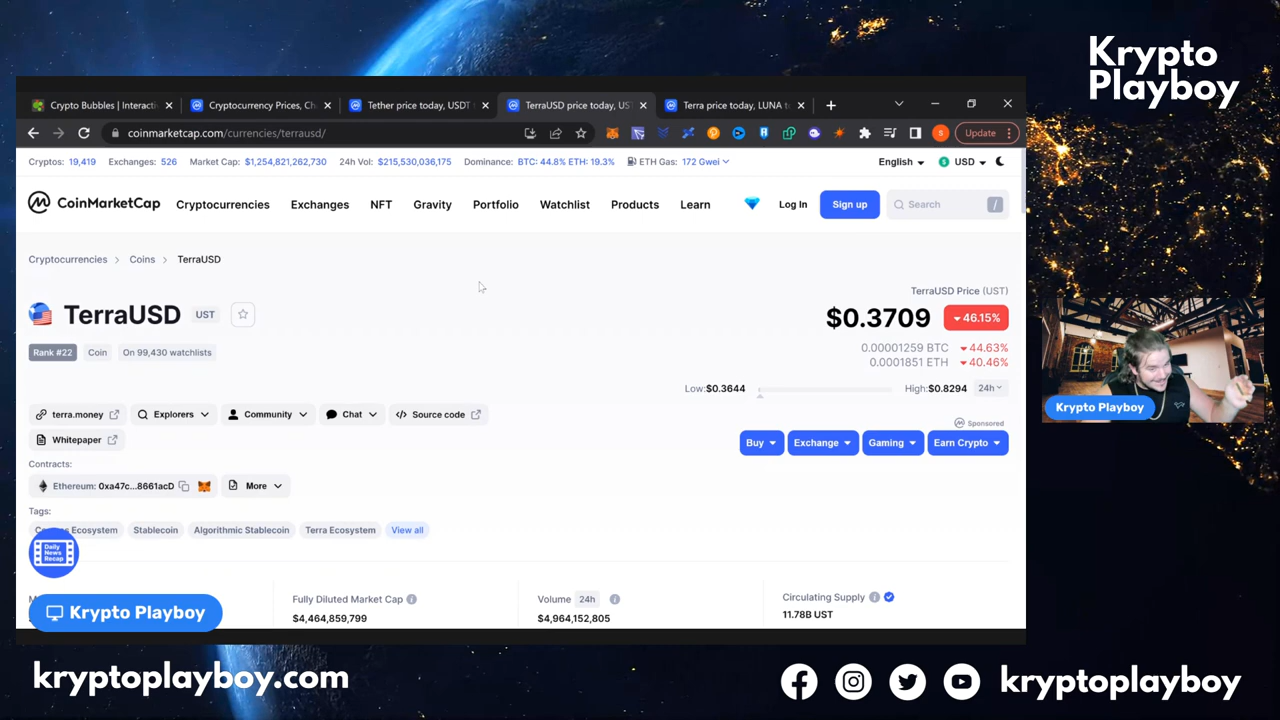 Krypto
Playboy
Crypto Bubbles | Interacti
Cryptocurrency Prices, Ch
Tether price today, USDT
TerraUSD price today, UST
Terra price today, LUNA to
coinmarketcap.com/currencies/terrausd/
Update
Cryptos: 19,419 Exchanges: 526 Market Cap: $1,254,821,262,730 24h Vol: $215,530,036,175 Dominance: BTC: 44.8% ETH: 19.3% ETH Gas: 172 Gwei
English USD
CoinMarketCap Cryptocurrencies Exchanges NFT Gravity Portfolio Watchlist Products Learn Log In Sign up Search /
Cryptocurrencies > Coins > TerraUSD
TerraUSD Price (UST)
TerraUSD UST
$0.3709 46.15%
Rank #22 Coin On 99,430 watchlists
0.00001259 BTC 44.63%
0.0001851 ETH 40.46%
Low:$0.3644 High:$0.8294 24h
terra.money Explorers Community Chat Source code
Sponsored
Whitepaper
Buy Exchange Gaming Earn Crypto
Contracts:
Ethereum: 0xa47c...8661acD More
Tags:
Ecosystem Stablecoin Algorithmic Stablecoin Terra Ecosystem View all
Daily
News
Recap
Fully Diluted Market Cap
$4,464,859,799
Volume 24h
$4,964,152,805
Circulating Supply
11.78B UST
Krypto Playboy
Krypto Playboy
kryptoplayboy.com
kryptoplayboy